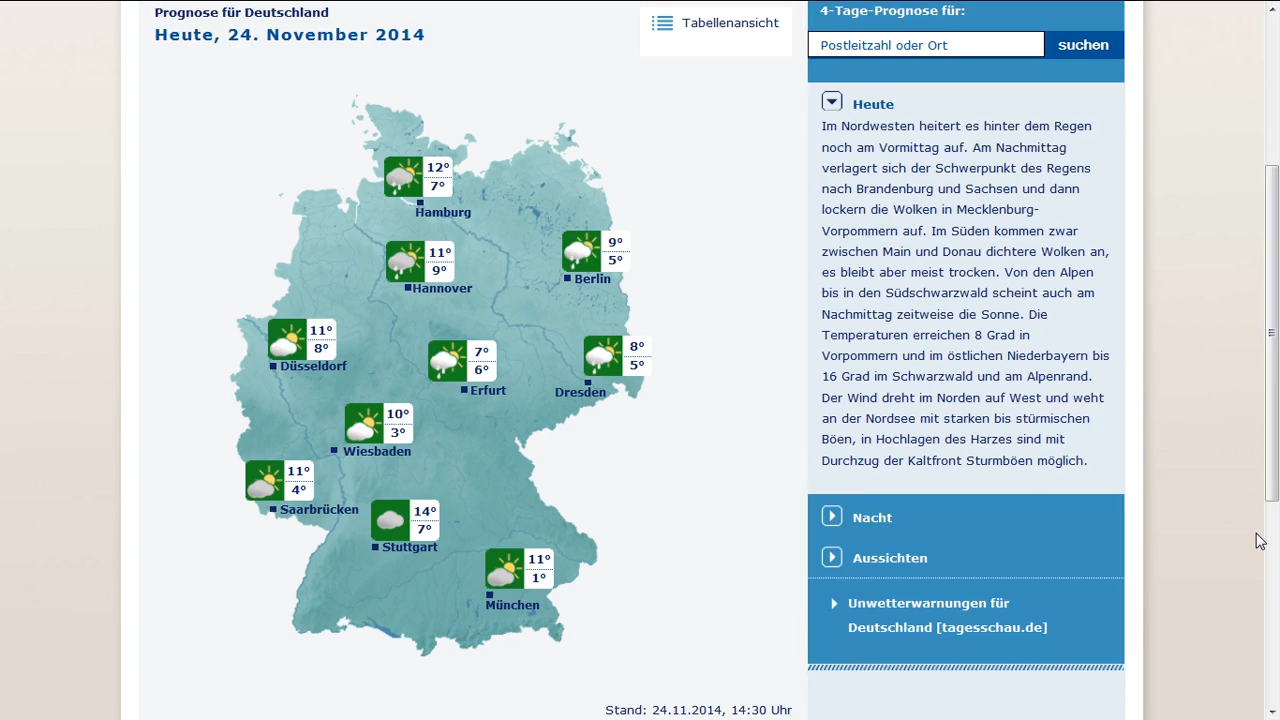 Prognose für Deutschland
Heute, 24. November 2014
Tabellenansicht
12°
7°
Hamburg
11°
9°
Hannover
9°
5°
Berlin
11°
8°
Düsseldorf
7°
6°
Erfurt
8°
5°
Dresden
10°
3°
Wiesbaden
11°
4°
Saarbrücken
14°
7°
Stuttgart
11°
1°
München
Stand: 24.11.2014, 14:30 Uhr
4-Tage-Prognose für:
Postleitzahl oder Ort
suchen
Heute
Im Nordwesten heitert es hinter dem Regen
noch am Vormittag auf. Am Nachmittag
verlagert sich der Schwerpunkt des Regens
nach Brandenburg und Sachsen und dann
lockern die Wolken in Mecklenburg-
Vorpommern auf. Im Süden kommen zwar
zwischen Main und Donau dichtere Wolken an,
es bleibt aber meist trocken. Von den Alpen
bis in den Südschwarzwald scheint auch am
Nachmittag zeitweise die Sonne. Die
Temperaturen erreichen 8 Grad in
Vorpommern und im östlichen Niederbayern bis
16 Grad im Schwarzwald und am Alpenrand.
Der Wind dreht im Norden auf West und weht
an der Nordsee mit starken bis stürmischen
Böen, in Hochlagen des Harzes sind mit
Durchzug der Kaltfront Sturmböen möglich.
Nacht
Aussichten
Unwetterwarnungen für
Deutschland [tagesschau.de]